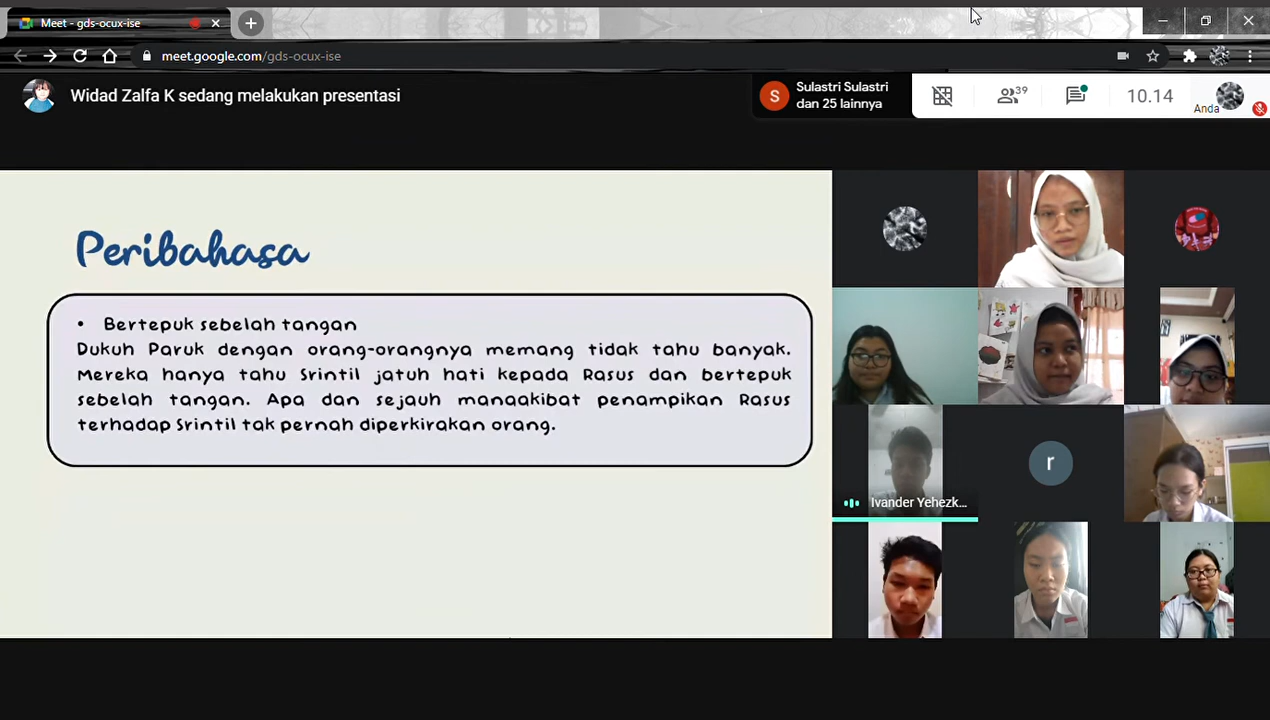 Meet - gds-ocux-ise
meet.google.com/gds-ocux-ise
Widad Zalfa K sedang melakukan presentasi
S
Sulastri Sulastri
dan 25 lainnya
39
10.14
Anda
Peribahasa
• Bertepuk sebelah tangan
Dukuh Paruk dengan orang-orangnya memang tidak tahu banyak.
Mereka hanya tahu Srintil jatuh hati kepada Rasus dan bertepuk
sebelah tangan. Apa dan sejauh manaakibat penampikan Rasus
terhadap Srintil tak pernah diperkirakan orang.
r
Ivander Yehezk...